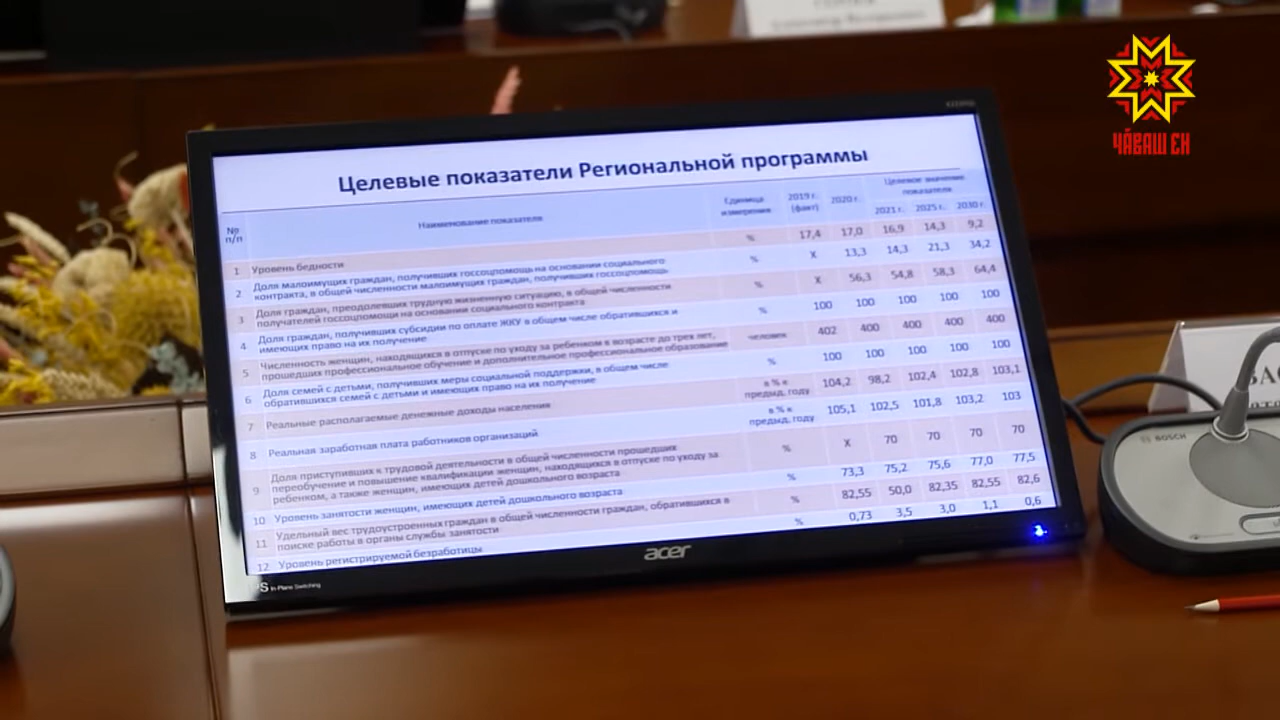 ЧӐВАШ ЕН
Целевые показатели Региональной программы
№ п/п Наименование показателя Единица измерения 2019 г. (факт) 2020 г. Целевое значение показателя 2021 г. 2025 г. 2030 г.
1 Уровень бедности % 17,4 17,0 16,9 14,3 9,2
2 Доля малоимущих граждан, получивших госсоцпомощь на основании социального
контракта, в общей численности малоимущих граждан, получивших госсоцпомощь % X 13,3 14,3 21,3 34,2
3 Доля граждан, преодолевших трудную жизненную ситуацию, в общей численности
получателей госсоцпомощи на основании социального контракта % X 56,3 54,8 58,3 64,4
4 Доля граждан, получивших субсидии по оплате ЖКУ в общем числе обратившихся и
имеющих право на их получение % 100 100 100 100 100
5 Численность женщин, находящихся в отпуске по уходу за ребенком в возрасте до трех лет,
прошедших профессиональное обучение и дополнительное профессиональное образование человек 402 400 400 400 400
6 Доля семей с детьми, получивших меры социальной поддержки, в общем числе
обратившихся семей с детьми и имеющих право на их получение % 100 100 100 100 100
7 Реальные располагаемые денежные доходы населения в % к предыд. году 104,2 98,2 102,4 102,8 103,1
8 Реальная заработная плата работников организаций в % к предыд. году 105,1 102,5 101,8 103,2 103
9 Доля приступивших к трудовой деятельности в общей численности прошедших
переобучение и повышение квалификации женщин, находящихся в отпуске по уходу за
ребенком, а также женщин, имеющих детей дошкольного возраста % X 70 70 70 70
10 Уровень занятости женщин, имеющих детей дошкольного возраста % 73,3 75,2 75,6 77,0 77,5
11 Удельный вес трудоустроенных граждан в общей численности граждан, обратившихся в
поиске работы в органы службы занятости % 82,55 50,0 82,35 82,55 82,6
12 Уровень регистрируемой безработицы % 0,73 3,5 3,0 1,1 0,6
acer
In-Plane Switching
BOSCH